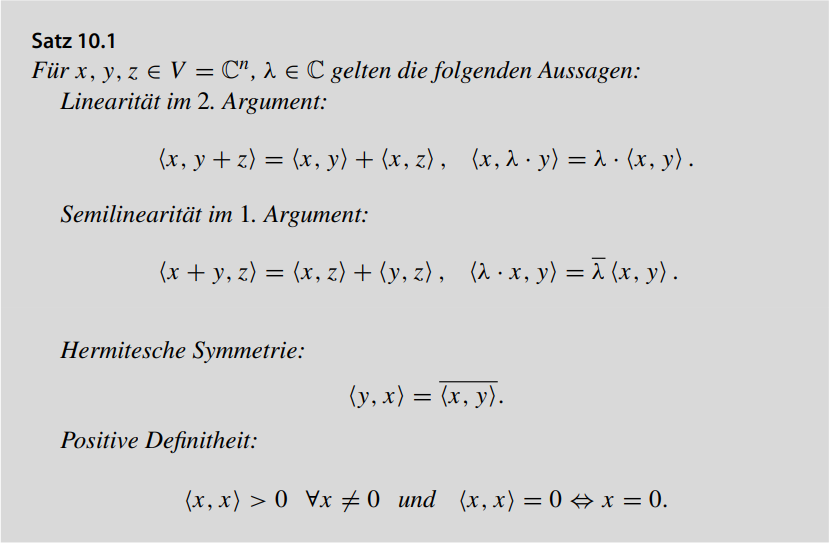 Satz 10.1
Für x, y, z ∈ V = ℂⁿ, λ ∈ ℂ gelten die folgenden Aussagen:
Linearität im 2. Argument:
⟨x, y + z⟩ = ⟨x, y⟩ + ⟨x, z⟩ , ⟨x, λ · y⟩ = λ · ⟨x, y⟩ .
Semilinearität im 1. Argument:
⟨x + y, z⟩ = ⟨x, z⟩ + ⟨y, z⟩ , ⟨λ · x, y⟩ = λ̅ ⟨x, y⟩ .
Hermitesche Symmetrie:
⟨y, x⟩ = \overline{⟨x, y⟩}.
Positive Definitheit:
⟨x, x⟩ > 0 ∀x ≠ 0 und ⟨x, x⟩ = 0 ⇔ x = 0.